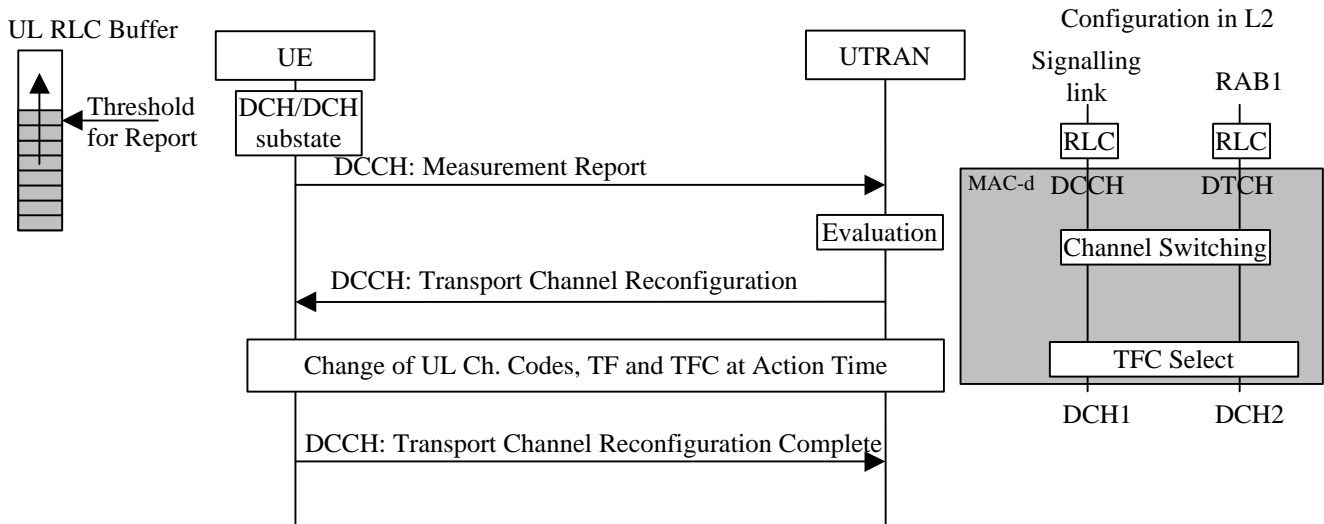 UL RLC Buffer
Threshold
for Report
UE
UTRAN
DCH/DCH
substate
DCCH: Measurement Report
Evaluation
DCCH: Transport Channel Reconfiguration
Change of UL Ch. Codes, TF and TFC at Action Time
DCCH: Transport Channel Reconfiguration Complete
Configuration in L2
Signalling
link
RAB1
RLC
RLC
MAC-d
DCCH
DTCH
Channel Switching
TFC Select
DCH1
DCH2